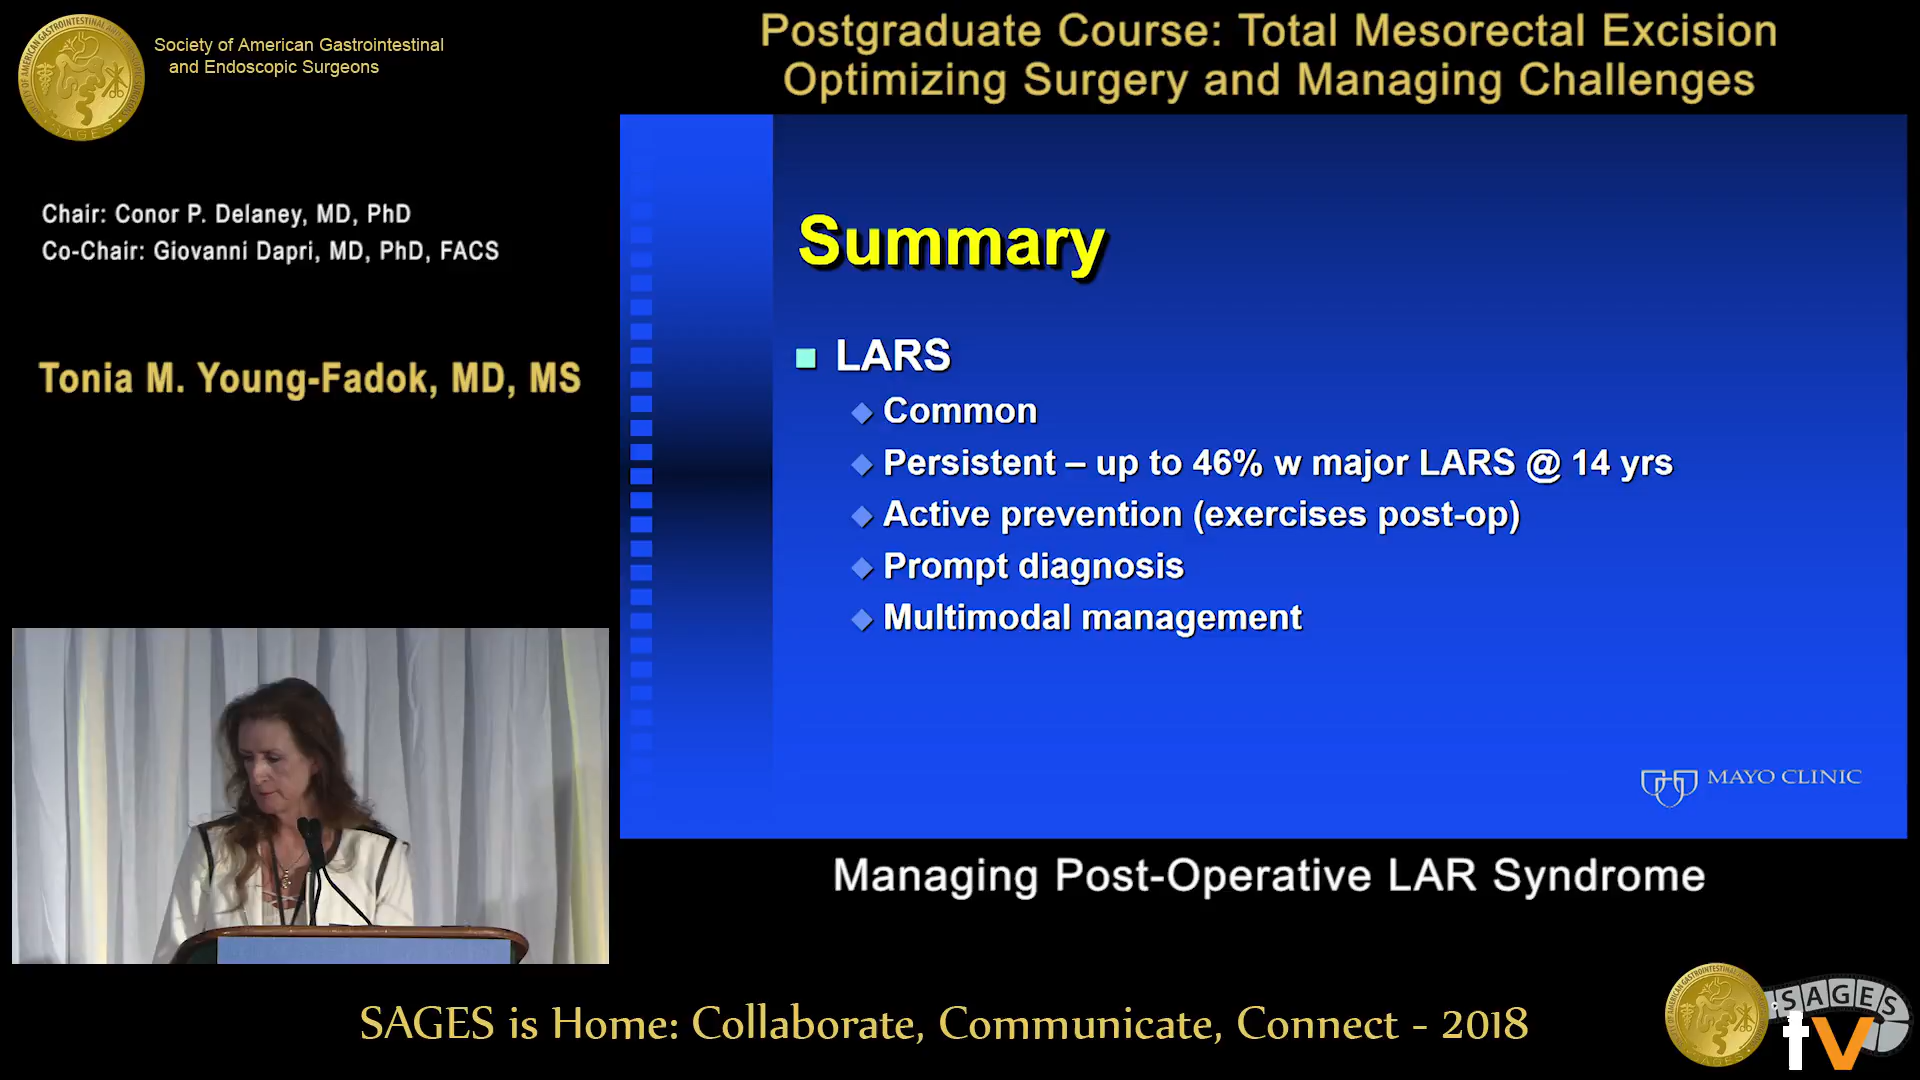 Society of American Gastrointestinal
and Endoscopic Surgeons
Postgraduate Course: Total Mesorectal Excision
Optimizing Surgery and Managing Challenges
Chair: Conor P. Delaney, MD, PhD
Co-Chair: Giovanni Dapri, MD, PhD, FACS
Tonia M. Young-Fadok, MD, MS
Summary
LARS
Common
Persistent – up to 46% w major LARS @ 14 yrs
Active prevention (exercises post-op)
Prompt diagnosis
Multimodal management
MAYO CLINIC
Managing Post-Operative LAR Syndrome
SAGES is Home: Collaborate, Communicate, Connect - 2018
SAGES
tv